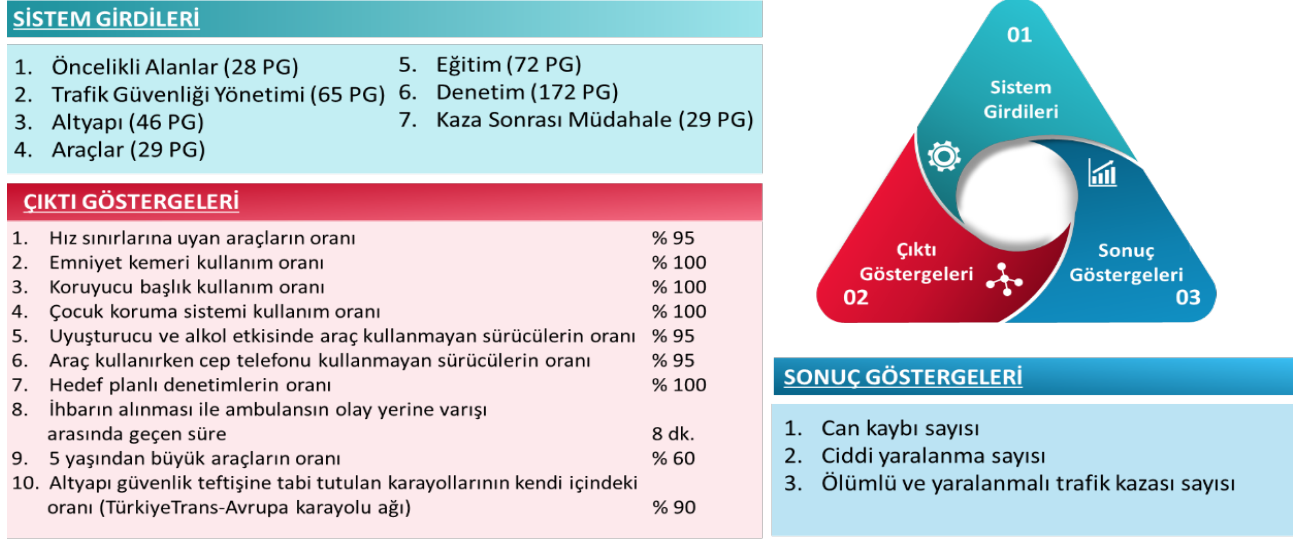 SİSTEM GİRDİLERİ
1. Öncelikli Alanlar (28 PG)
2. Trafik Güvenliği Yönetimi (65 PG)
3. Altyapı (46 PG)
4. Araçlar (29 PG)
5. Eğitim (72 PG)
6. Denetim (172 PG)
7. Kaza Sonrası Müdahale (29 PG)
ÇIKTI GÖSTERGELERİ
1. Hız sınırlarına uyan araçların oranı % 95
2. Emniyet kemeri kullanım oranı % 100
3. Koruyucu başlık kullanım oranı % 100
4. Çocuk koruma sistemi kullanım oranı % 100
5. Uyuşturucu ve alkol etkisinde araç kullanmayan sürücülerin oranı % 95
6. Araç kullanırken cep telefonu kullanmayan sürücülerin oranı % 95
7. Hedef planlı denetimlerin oranı % 100
8. İhbarın alınması ile ambulansın olay yerine varışı
arasında geçen süre 8 dk.
9. 5 yaşından büyük araçların oranı % 60
10. Altyapı güvenlik teftişine tabi tutulan karayollarının kendi içindeki
oranı (TürkiyeTrans-Avrupa karayolu ağı) % 90
01
Sistem
Girdileri
Çıktı
Göstergeleri
02
Sonuç
Göstergeleri
03
SONUÇ GÖSTERGELERİ
1. Can kaybı sayısı
2. Ciddi yaralanma sayısı
3. Ölümlü ve yaralanmalı trafik kazası sayısı